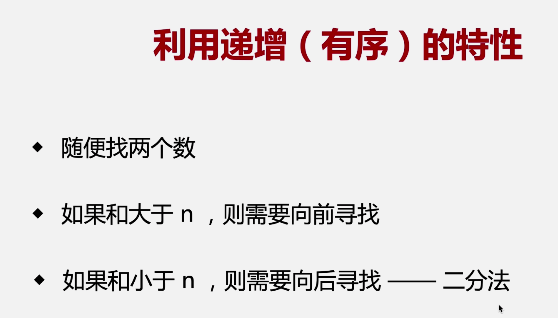 利用递增（有序）的特性
随便找两个数
如果和大于 n ，则需要向前寻找
如果和小于 n ，则需要向后寻找 —— 二分法